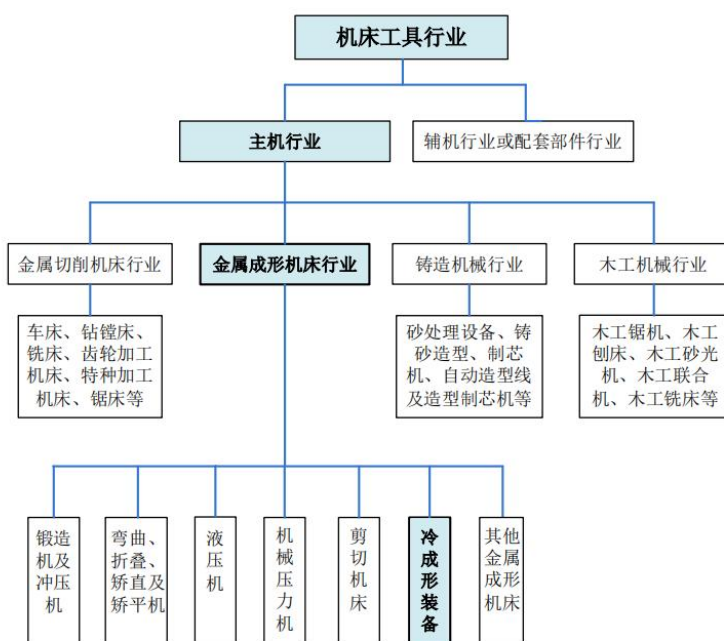 机床工具行业
主机行业
辅机行业或配套部件行业
金属切削机床行业
金属成形机床行业
铸造机械行业
木工机械行业
车床、钻镗床、
铣床、齿轮加工
机床、特种加工
机床、锯床等
砂处理设备、铸
砂造型、制芯
机、自动造型线
及造型制芯机等
木工锯机、木工
刨床、木工砂光
机、木工联合
机、木工铣床等
锻造
机及
冲压
机
弯曲、
折叠、
矫直及
矫平机
液
压
机
机
械
压
力
机
剪
切
机
床
冷
成
形
装
备
其他
金属
成形
机床